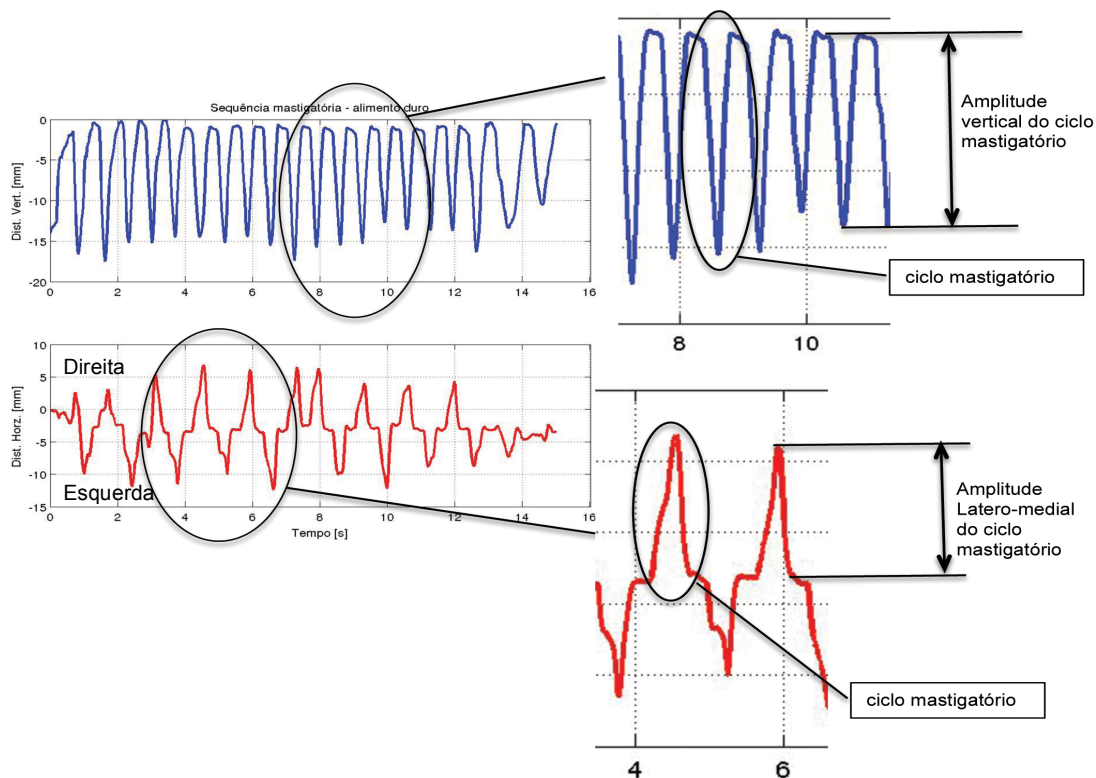 Sequência mastigatória - alimento duro
Dist. Vert. [mm]
0
-5
-10
-15
-20
0 2 4 6 8 10 12 14 16
Amplitude
vertical do ciclo
mastigatório
ciclo mastigatório
8 10
Direita
Esquerda
Dist. Horz. [mm]
10
5
0
-5
-10
-15
0 2 4 6 8 10 12 14 16
Tempo [s]
Amplitude
Latero-medial
do ciclo
mastigatório
ciclo mastigatório
4 6